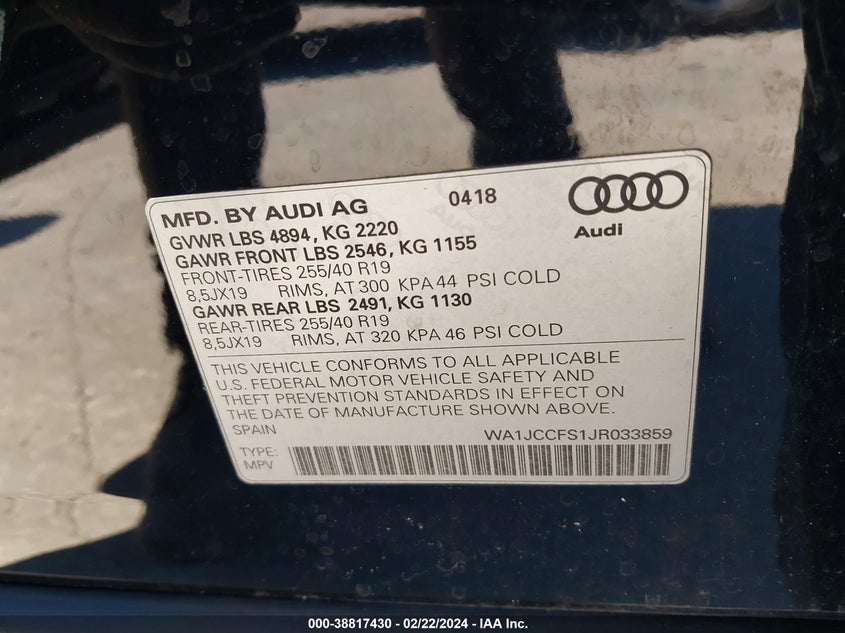 MFD. BY AUDI AG 0418
Audi
GVWR LBS 4894, KG 2220
GAWR FRONT LBS 2546, KG 1155
FRONT-TIRES 255/40 R19
8,5JX19 RIMS, AT 300 KPA 44 PSI COLD
GAWR REAR LBS 2491, KG 1130
REAR-TIRES 255/40 R19
8,5JX19 RIMS, AT 320 KPA 46 PSI COLD
THIS VEHICLE CONFORMS TO ALL APPLICABLE
U.S. FEDERAL MOTOR VEHICLE SAFETY AND
THEFT PREVENTION STANDARDS IN EFFECT ON
THE DATE OF MANUFACTURE SHOWN ABOVE.
SPAIN WA1JCCFS1JR033859
TYPE:
MPV
000-38817430 - 02/22/2024 - IAA Inc.